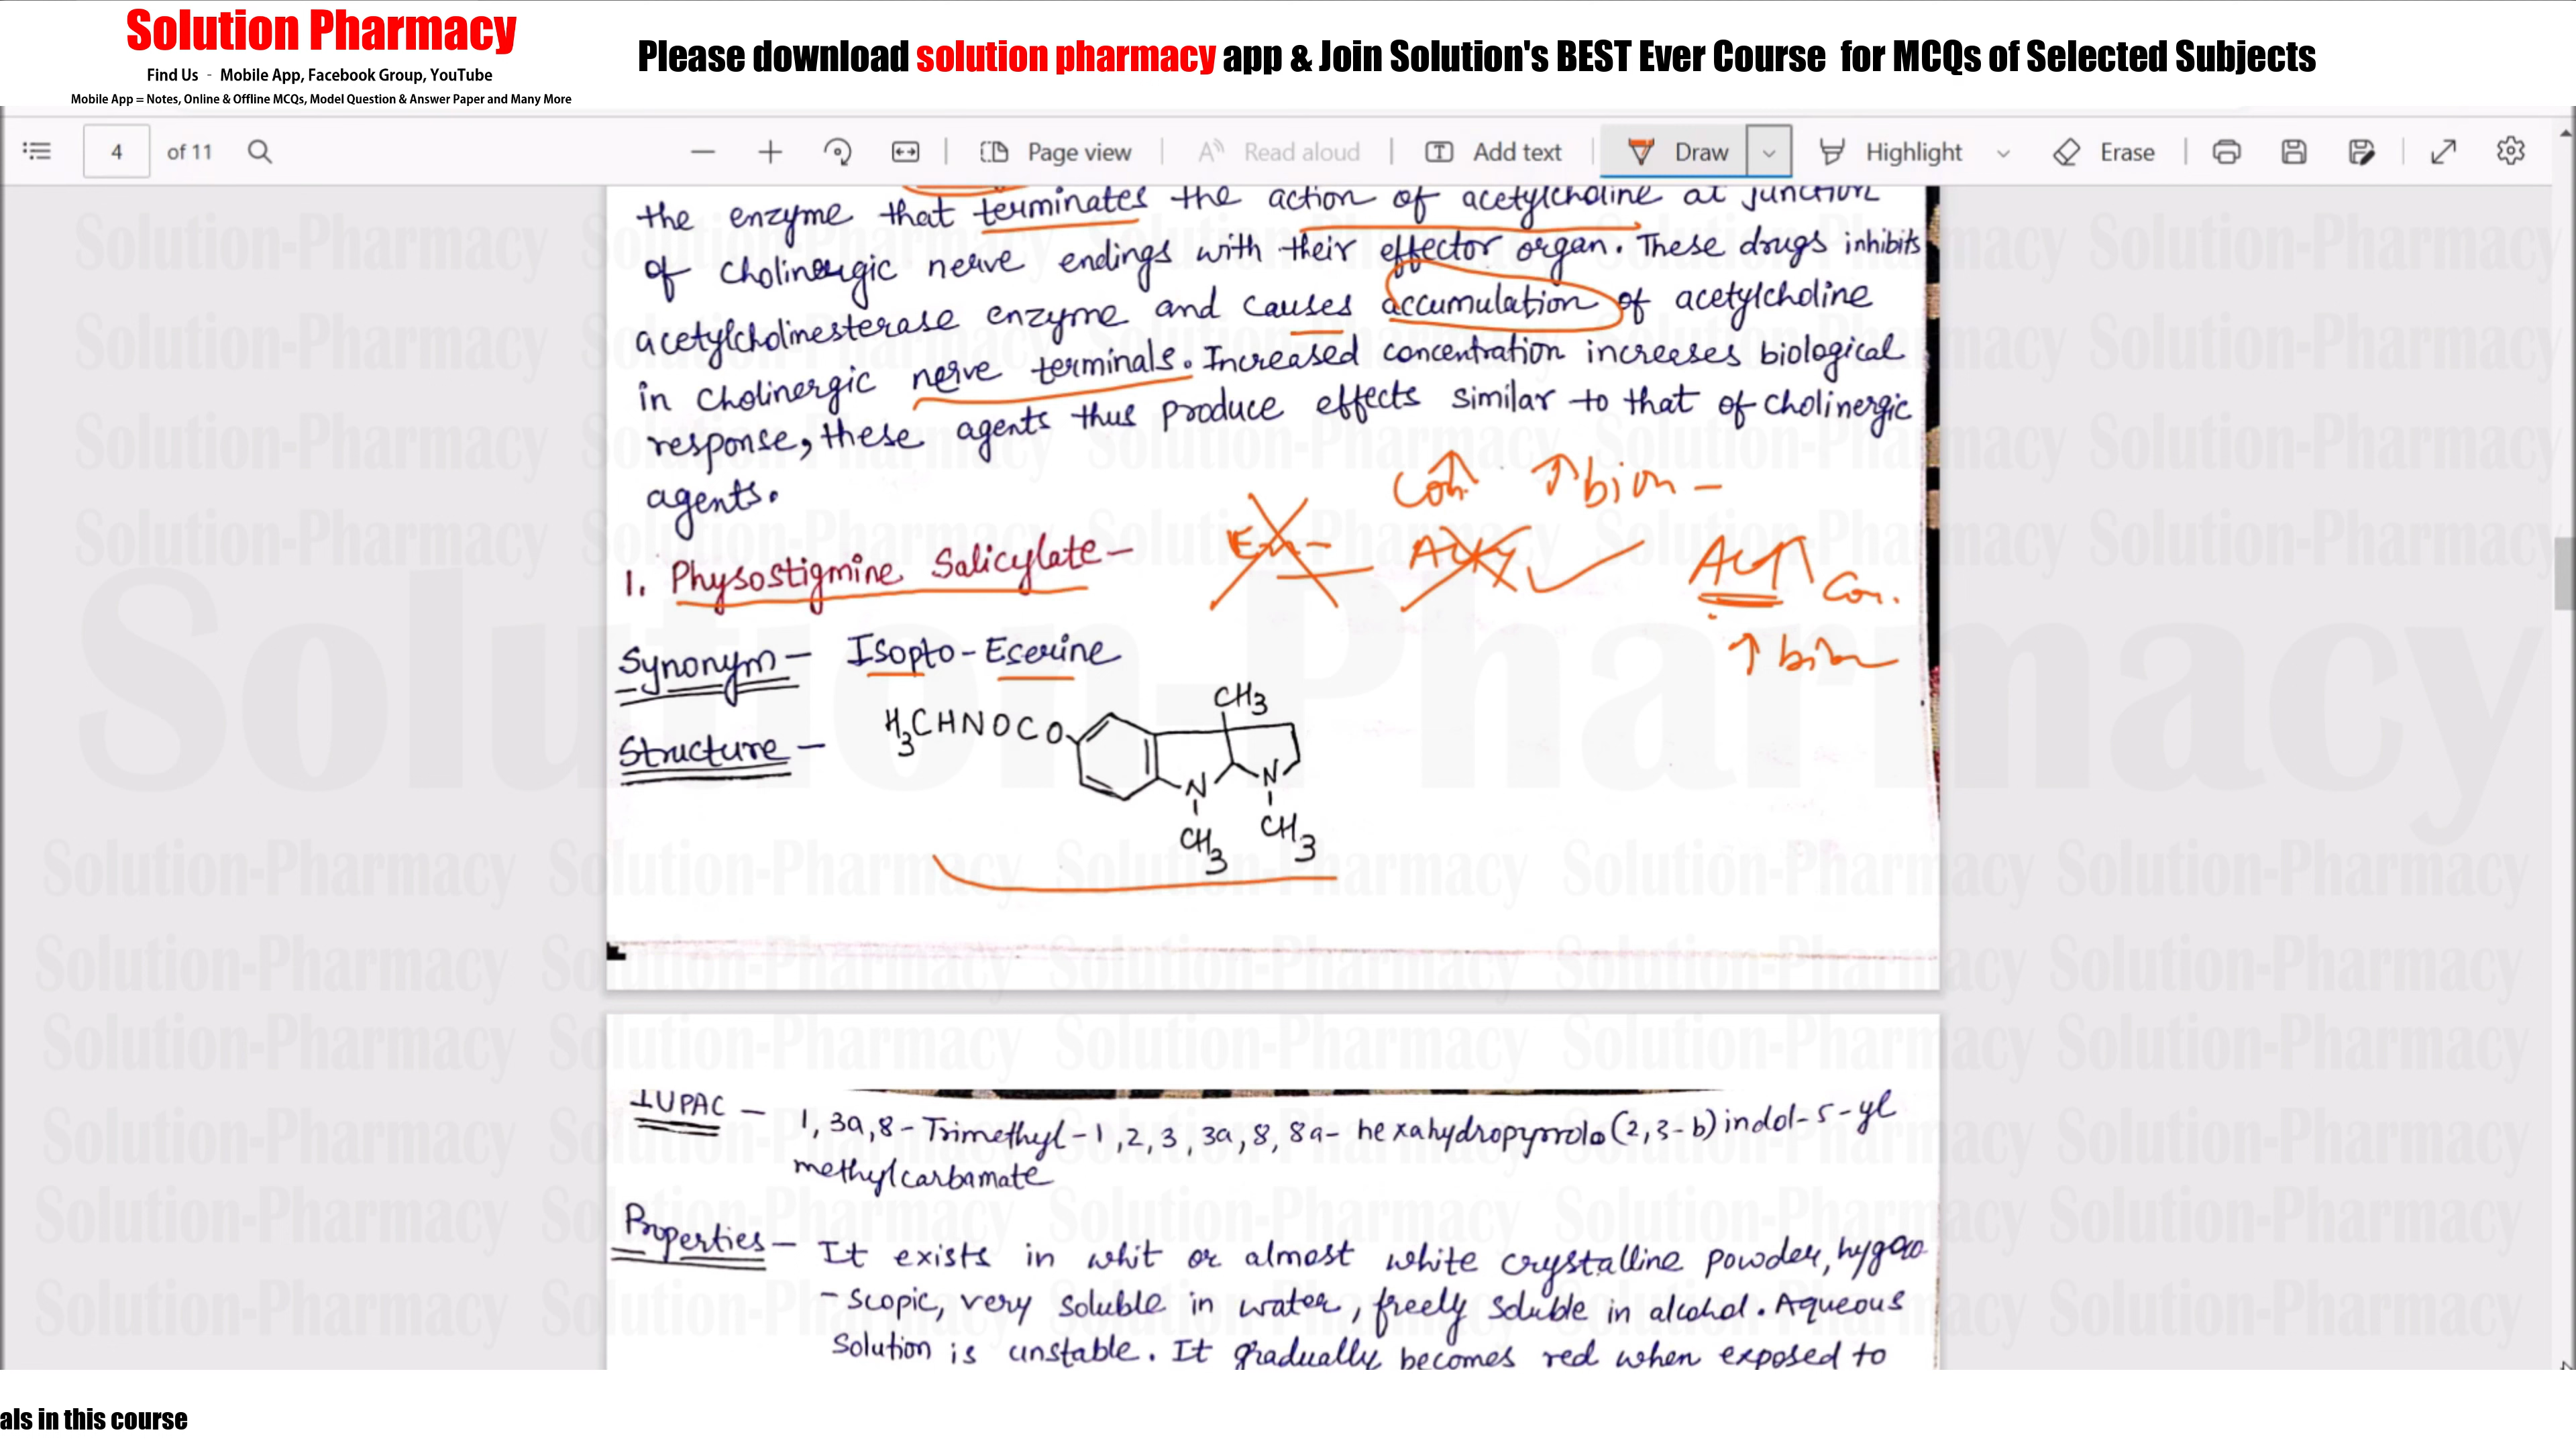 Solution Pharmacy
Find Us - Mobile App, Facebook Group, YouTube
Mobile App = Notes, Online & Offline MCQs, Model Question & Answer Paper and Many More
Please download solution pharmacy app & Join Solution's BEST Ever Course for MCQs of Selected Subjects
4 of 11 Page view Read aloud Add text Draw Highlight Erase
the enzyme that terminates the action of acetylcholine at junction
of cholinergic nerve endings with their effector organ. These drugs inhibits
acetylcholinesterase enzyme and causes accumulation of acetylcholine
in cholinergic nerve terminals. Increased concentration increeses biological
response, these agents thus produce effects similar to that of cholinergic
agents.
Con ↑ ↑
1. Physostigmine Salicylate-
Synonym- Isopto-Eserine
Structure-
CH3
H3CHNOCO
N
N
CH3
CH3
IUPAC - 1, 3a, 8-Trimethyl-1, 2, 3, 3a, 8, 8a- hexahydropyrrolo (2,3-b) indol-5-yl
methylcarbamate
Properties- It exists in whit or almost white crystalline powder, hygro
-scopic, very soluble in water, freely soluble in alcohol. Aqueous
Solution is unstable. It gradually becomes red when exposed to
Solution-Pharmacy
als in this course